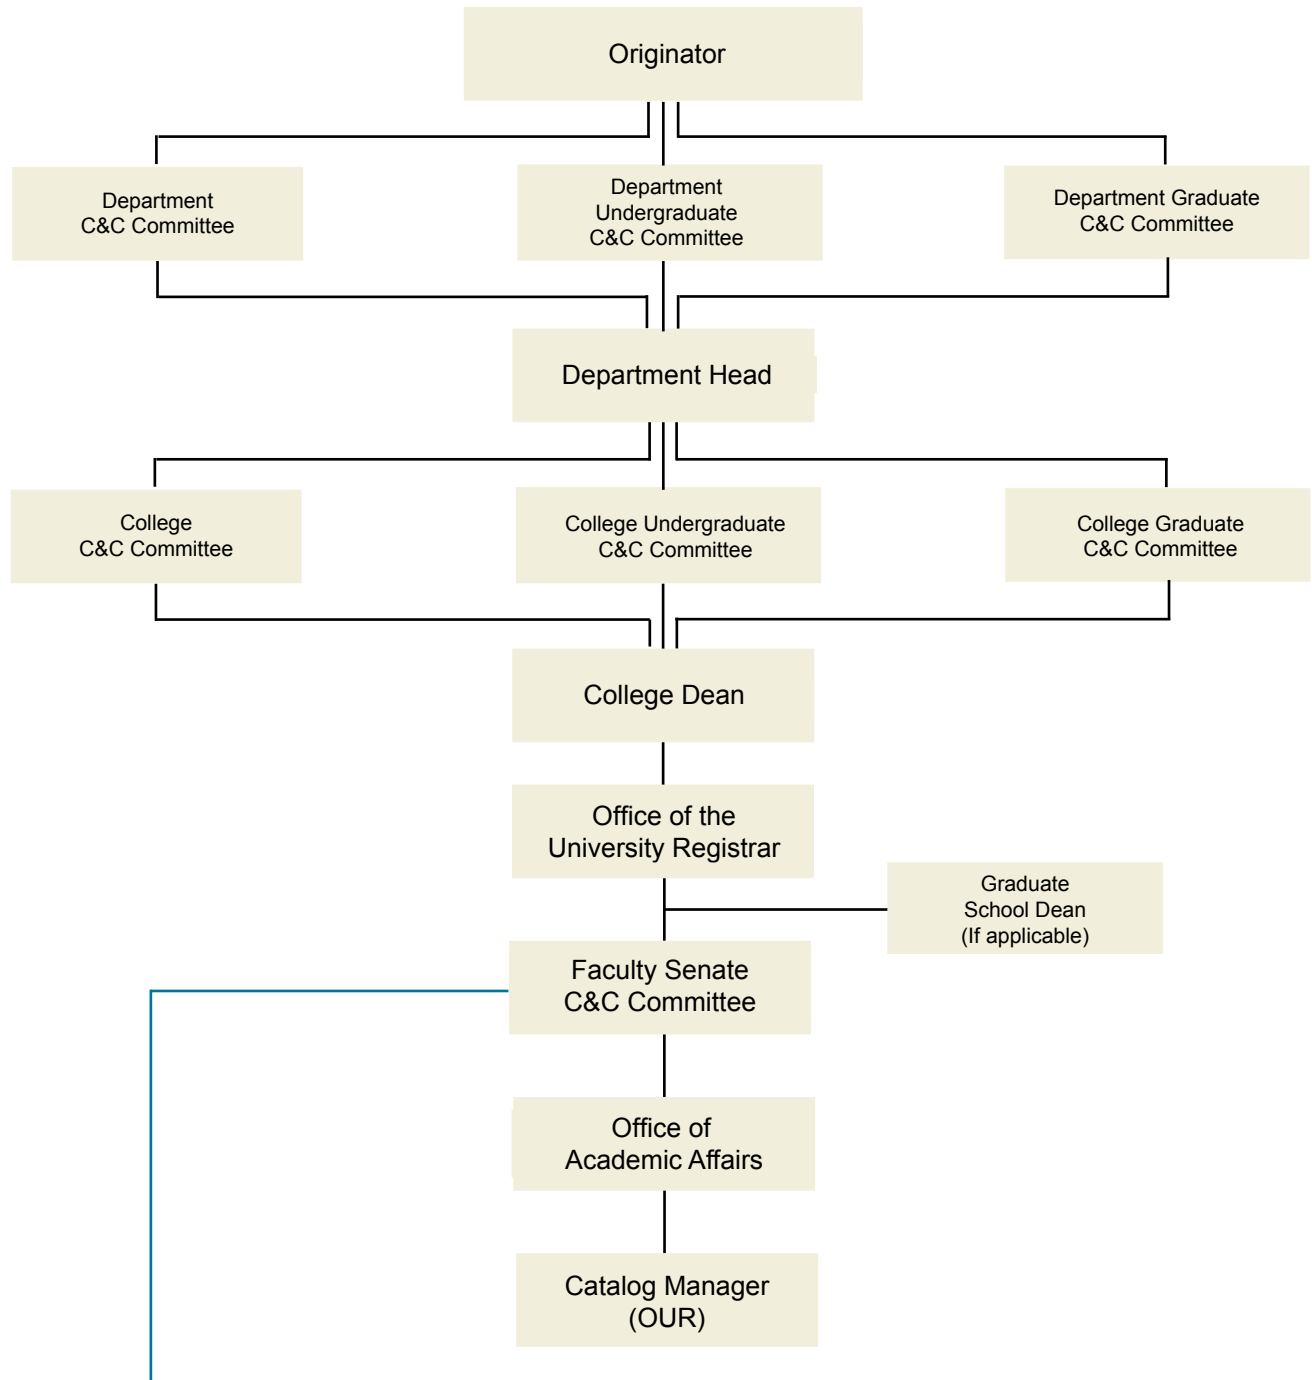 Originator
Department
C&C Committee
Department
Undergraduate
C&C Committee
Department Graduate
C&C Committee
Department Head
College
C&C Committee
College Undergraduate
C&C Committee
College Graduate
C&C Committee
College Dean
Office of the
University Registrar
Graduate
School Dean
(If applicable)
Faculty Senate
C&C Committee
Office of
Academic Affairs
Catalog Manager
(OUR)